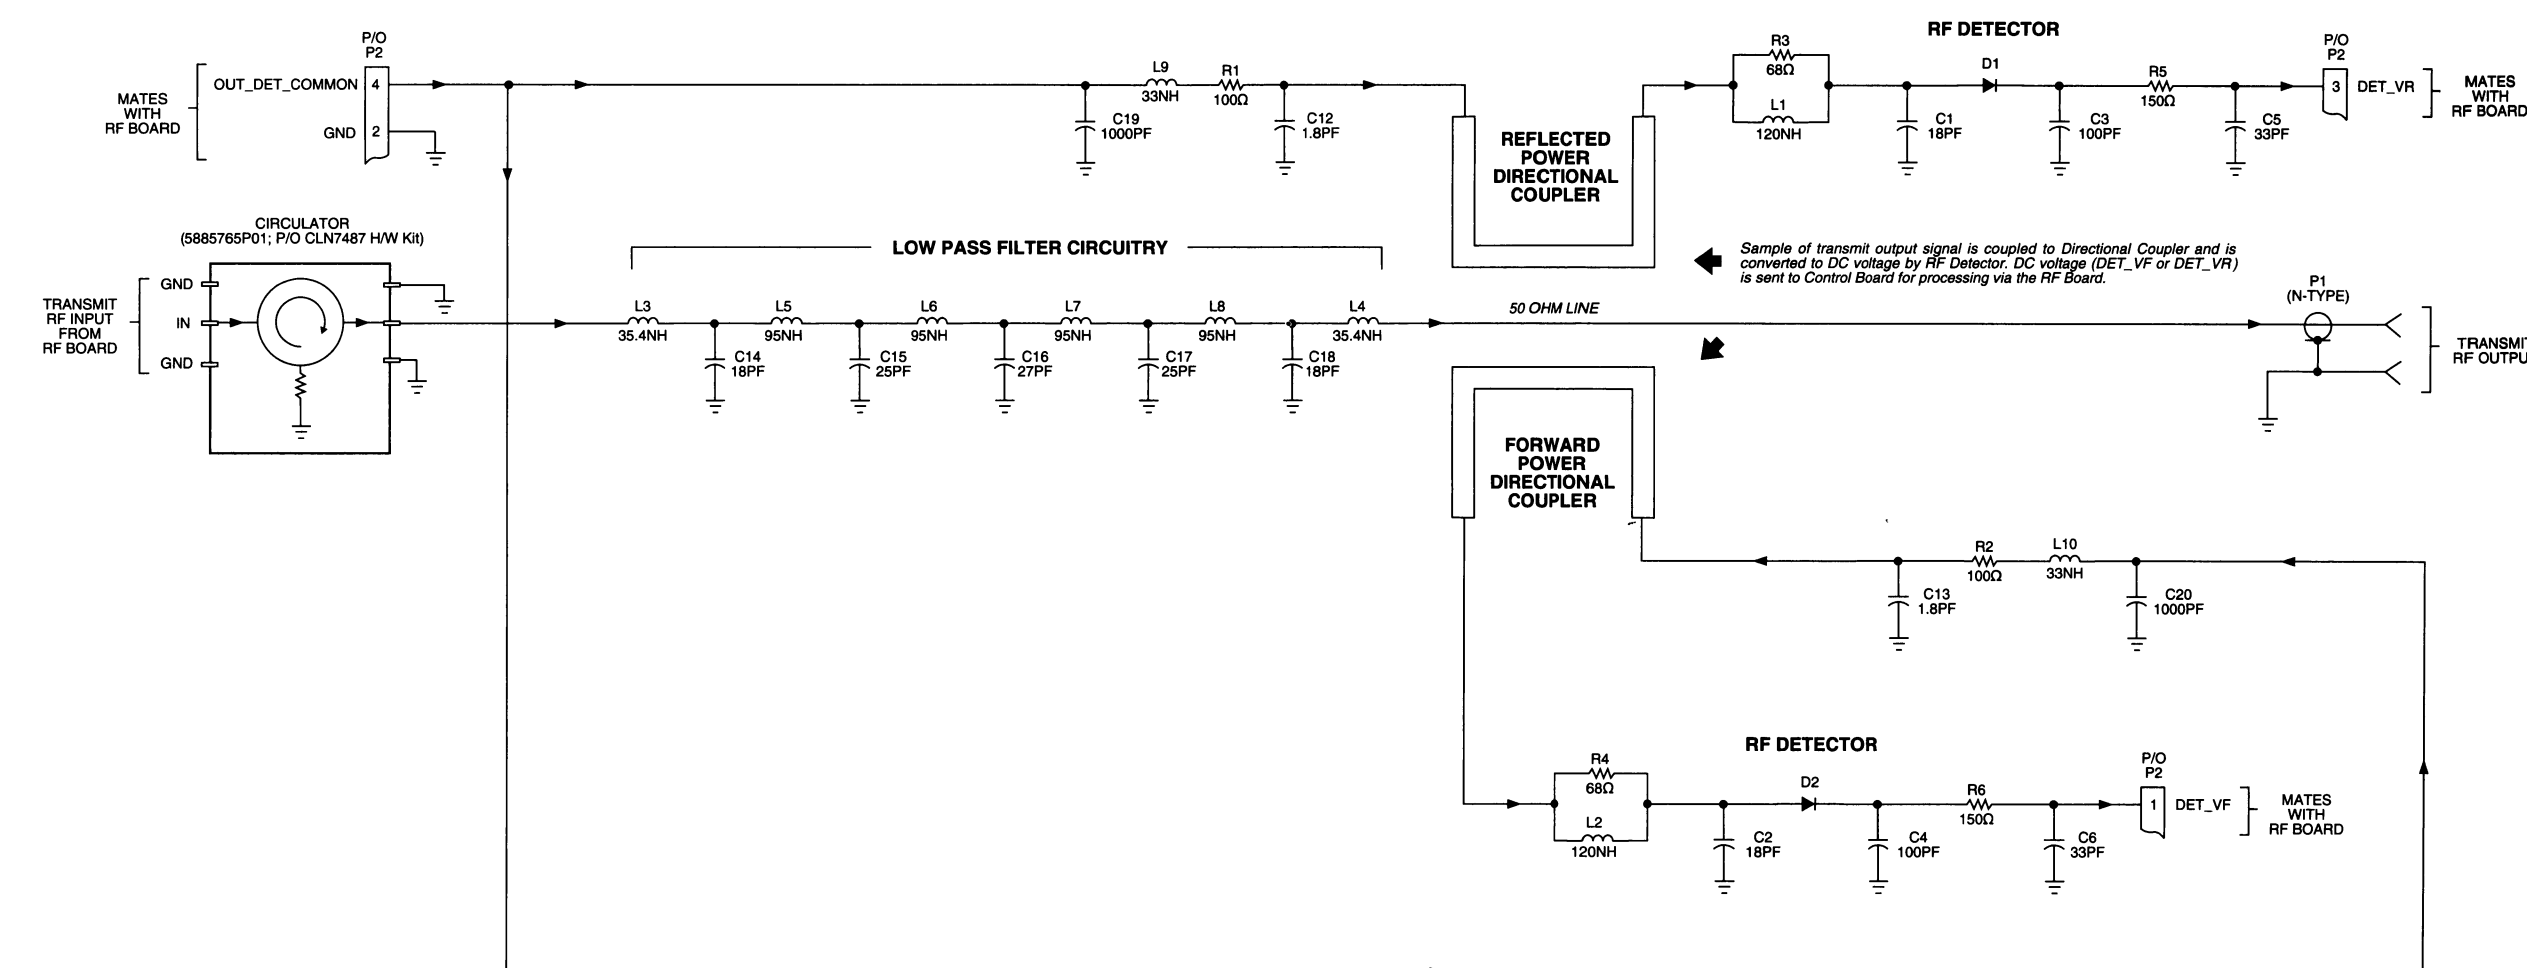 RF DETECTOR
P/O
P2
OUT_DET_COMMON
4
GND
2
MATES
WITH
RF BOARD
C19
1000PF
L9
33NH
R1
100Ω
C12
1.8PF
REFLECTED
POWER
DIRECTIONAL
COUPLER
R3
68Ω
L1
120NH
C1
18PF
D1
C3
100PF
R5
150Ω
C5
33PF
P/O
P2
3
DET_VR
MATES
WITH
RF BOARD
CIRCULATOR
(5885765P01; P/O CLN7487 H/W Kit)
TRANSMIT
RF INPUT
FROM
RF BOARD
GND
IN
GND
LOW PASS FILTER CIRCUITRY
L3
35.4NH
C14
18PF
L5
95NH
C15
25PF
L6
95NH
C16
27PF
L7
95NH
C17
25PF
L8
95NH
C18
18PF
L4
35.4NH
Sample of transmit output signal is coupled to Directional Coupler and is
converted to DC voltage by RF Detector. DC voltage (DET_VF or DET_VR)
is sent to Control Board for processing via the RF Board.
50 OHM LINE
P1
(N-TYPE)
TRANSMIT
RF OUTPU
FORWARD
POWER
DIRECTIONAL
COUPLER
C13
1.8PF
R2
100Ω
L10
33NH
C20
1000PF
RF DETECTOR
R4
68Ω
L2
120NH
C2
18PF
D2
C4
100PF
R6
150Ω
C6
33PF
P/O
P2
1
DET_VF
MATES
WITH
RF BOARD